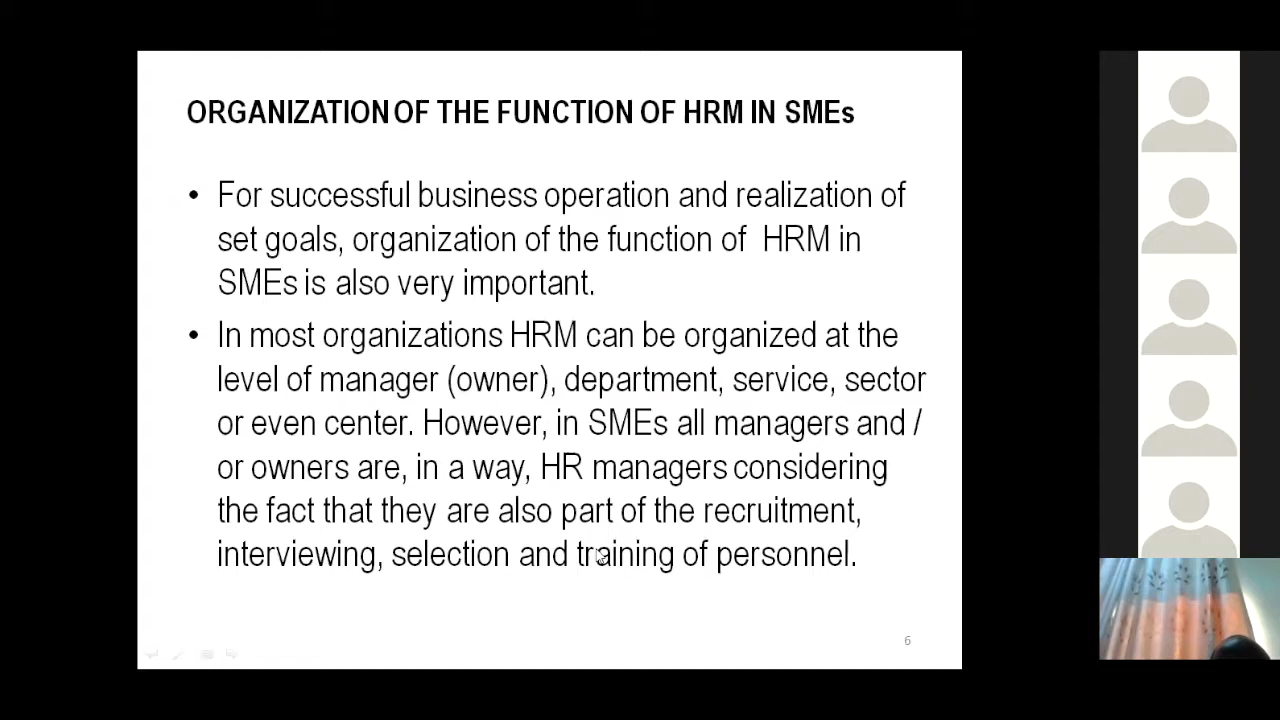 ORGANIZATION OF THE FUNCTION OF HRM IN SMEs
• For successful business operation and realization of
set goals, organization of the function of HRM in
SMEs is also very important.
• In most organizations HRM can be organized at the
level of manager (owner), department, service, sector
or even center. However, in SMEs all managers and /
or owners are, in a way, HR managers considering
the fact that they are also part of the recruitment,
interviewing, selection and training of personnel.
6